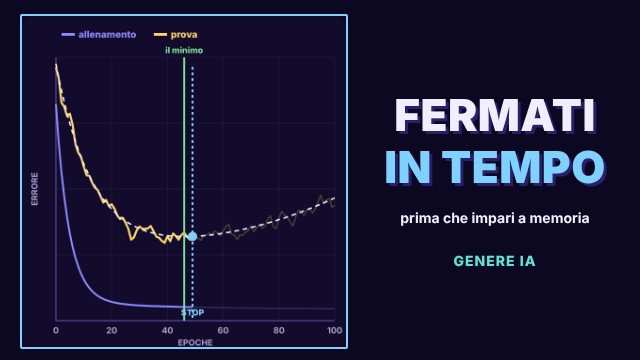 allenamento prova
il minimo
ERRORE
STOP
0 20 40 60 80 100
EPOCHE
FERMATI
IN TEMPO
prima che impari a memoria
GENERE IA